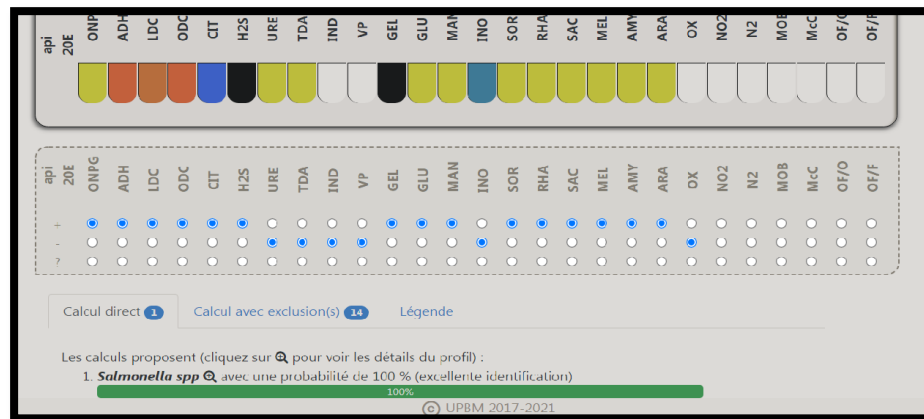 api 20E ONPG ADH LDC ODC CIT H2S URE TDA IND VP GEL GLU MAN INO SOR RHA SAC MEL AMY ARA OX NO2 N2 MOB McC OF/O OF/F
api 20E ONPG ADH LDC ODC CIT H2S URE TDA IND VP GEL GLU MAN INO SOR RHA SAC MEL AMY ARA OX NO2 N2 MOB McC OF/O OF/F
+
-
?
Calcul direct 1 Calcul avec exclusion(s) 14 Légende
Les calculs proposent (cliquez sur pour voir les détails du profil) :
1. Salmonella spp avec une probabilité de 100 % (excellente identification)
100%
© UPBM 2017-2021